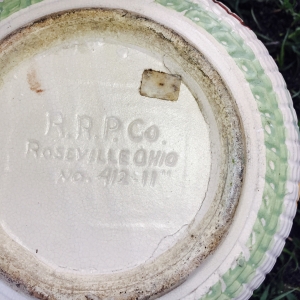 R.R.P. Co.
ROSEVILLE OHIO
NO. 412-11"